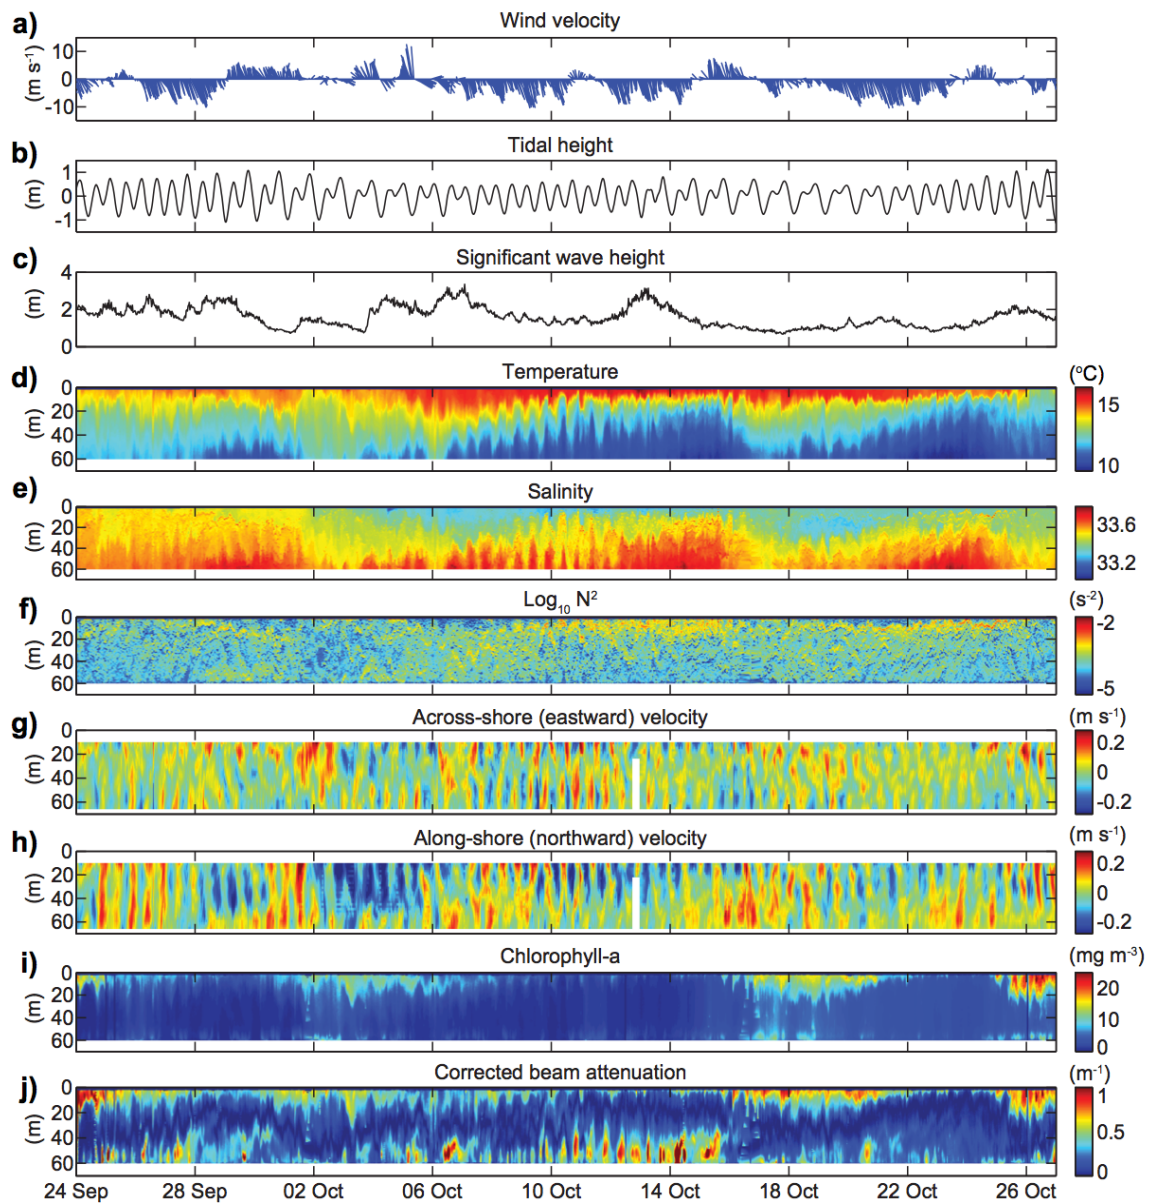 a) Wind velocity
(m s-1)
10
0
-10
b) Tidal height
(m)
1
0
-1
c) Significant wave height
(m)
4
2
0
d) Temperature
(m)
0
20
40
60
(oC)
15
10
e) Salinity
(m)
0
20
40
60
33.6
33.2
f) Log10 N2
(m)
0
20
40
60
(s-2)
-2
-5
g) Across-shore (eastward) velocity
(m)
0
20
40
60
(m s-1)
0.2
0
-0.2
h) Along-shore (northward) velocity
(m)
0
20
40
60
(m s-1)
0.2
0
-0.2
i) Chlorophyll-a
(m)
0
20
40
60
(mg m-3)
20
10
0
j) Corrected beam attenuation
(m)
0
20
40
60
(m-1)
1
0.5
0
24 Sep 28 Sep 02 Oct 06 Oct 10 Oct 14 Oct 18 Oct 22 Oct 26 Oct